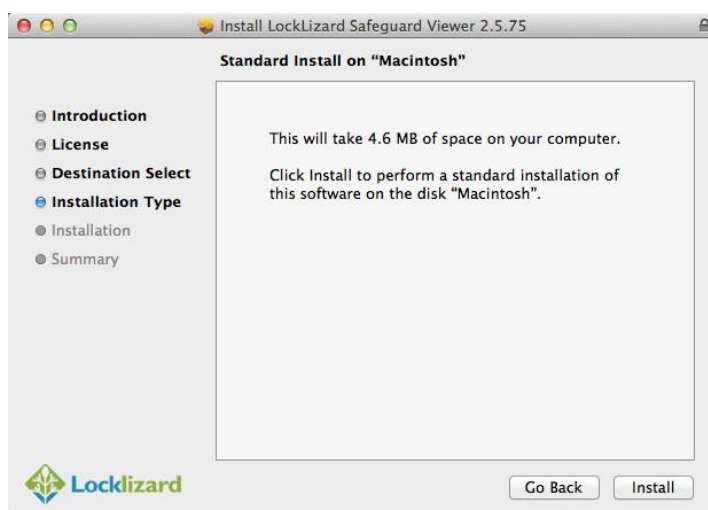 Install LockLizard Safeguard Viewer 2.5.75
Standard Install on “Macintosh”
Introduction
License
Destination Select
Installation Type
Installation
Summary
This will take 4.6 MB of space on your computer.
Click Install to perform a standard installation of
this software on the disk “Macintosh”.
Locklizard
Go Back
Install